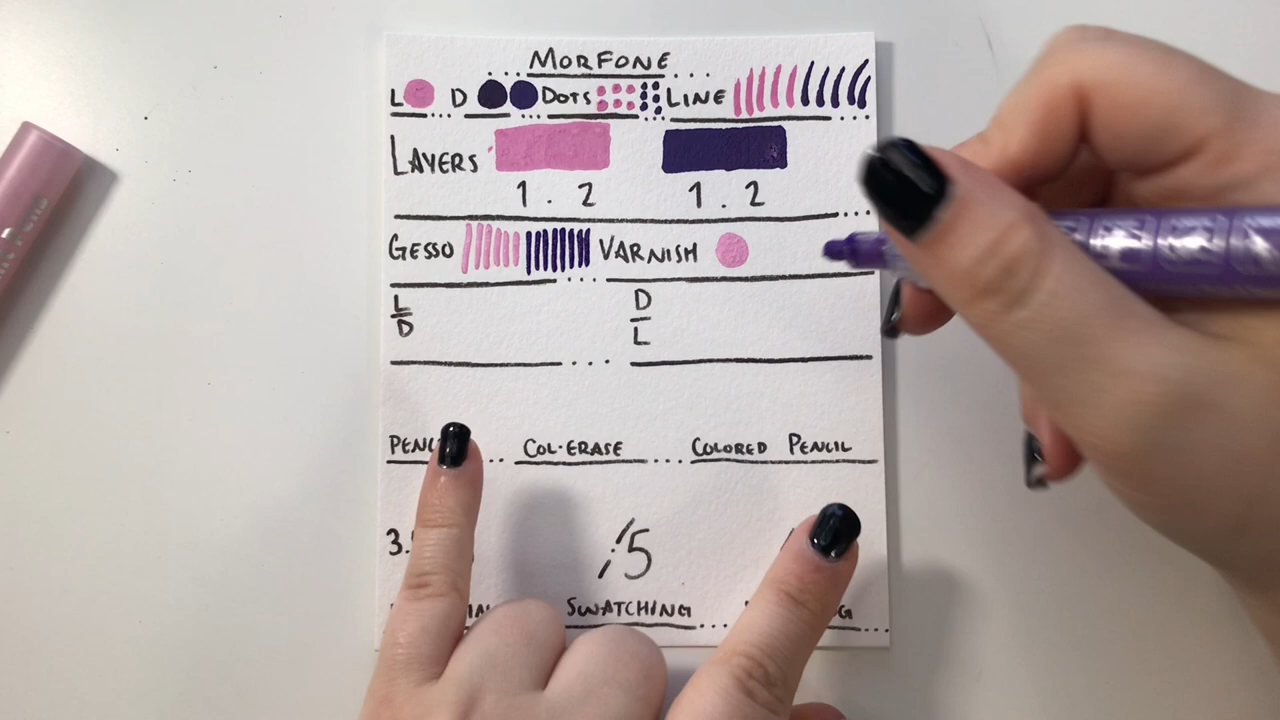 MORFONE
L D DOTS LINE
LAYERS
1 . 2 1 . 2
GESSO VARNISH
L D
D L
COL-ERASE COLORED PENCIL
/5
SWATCHING